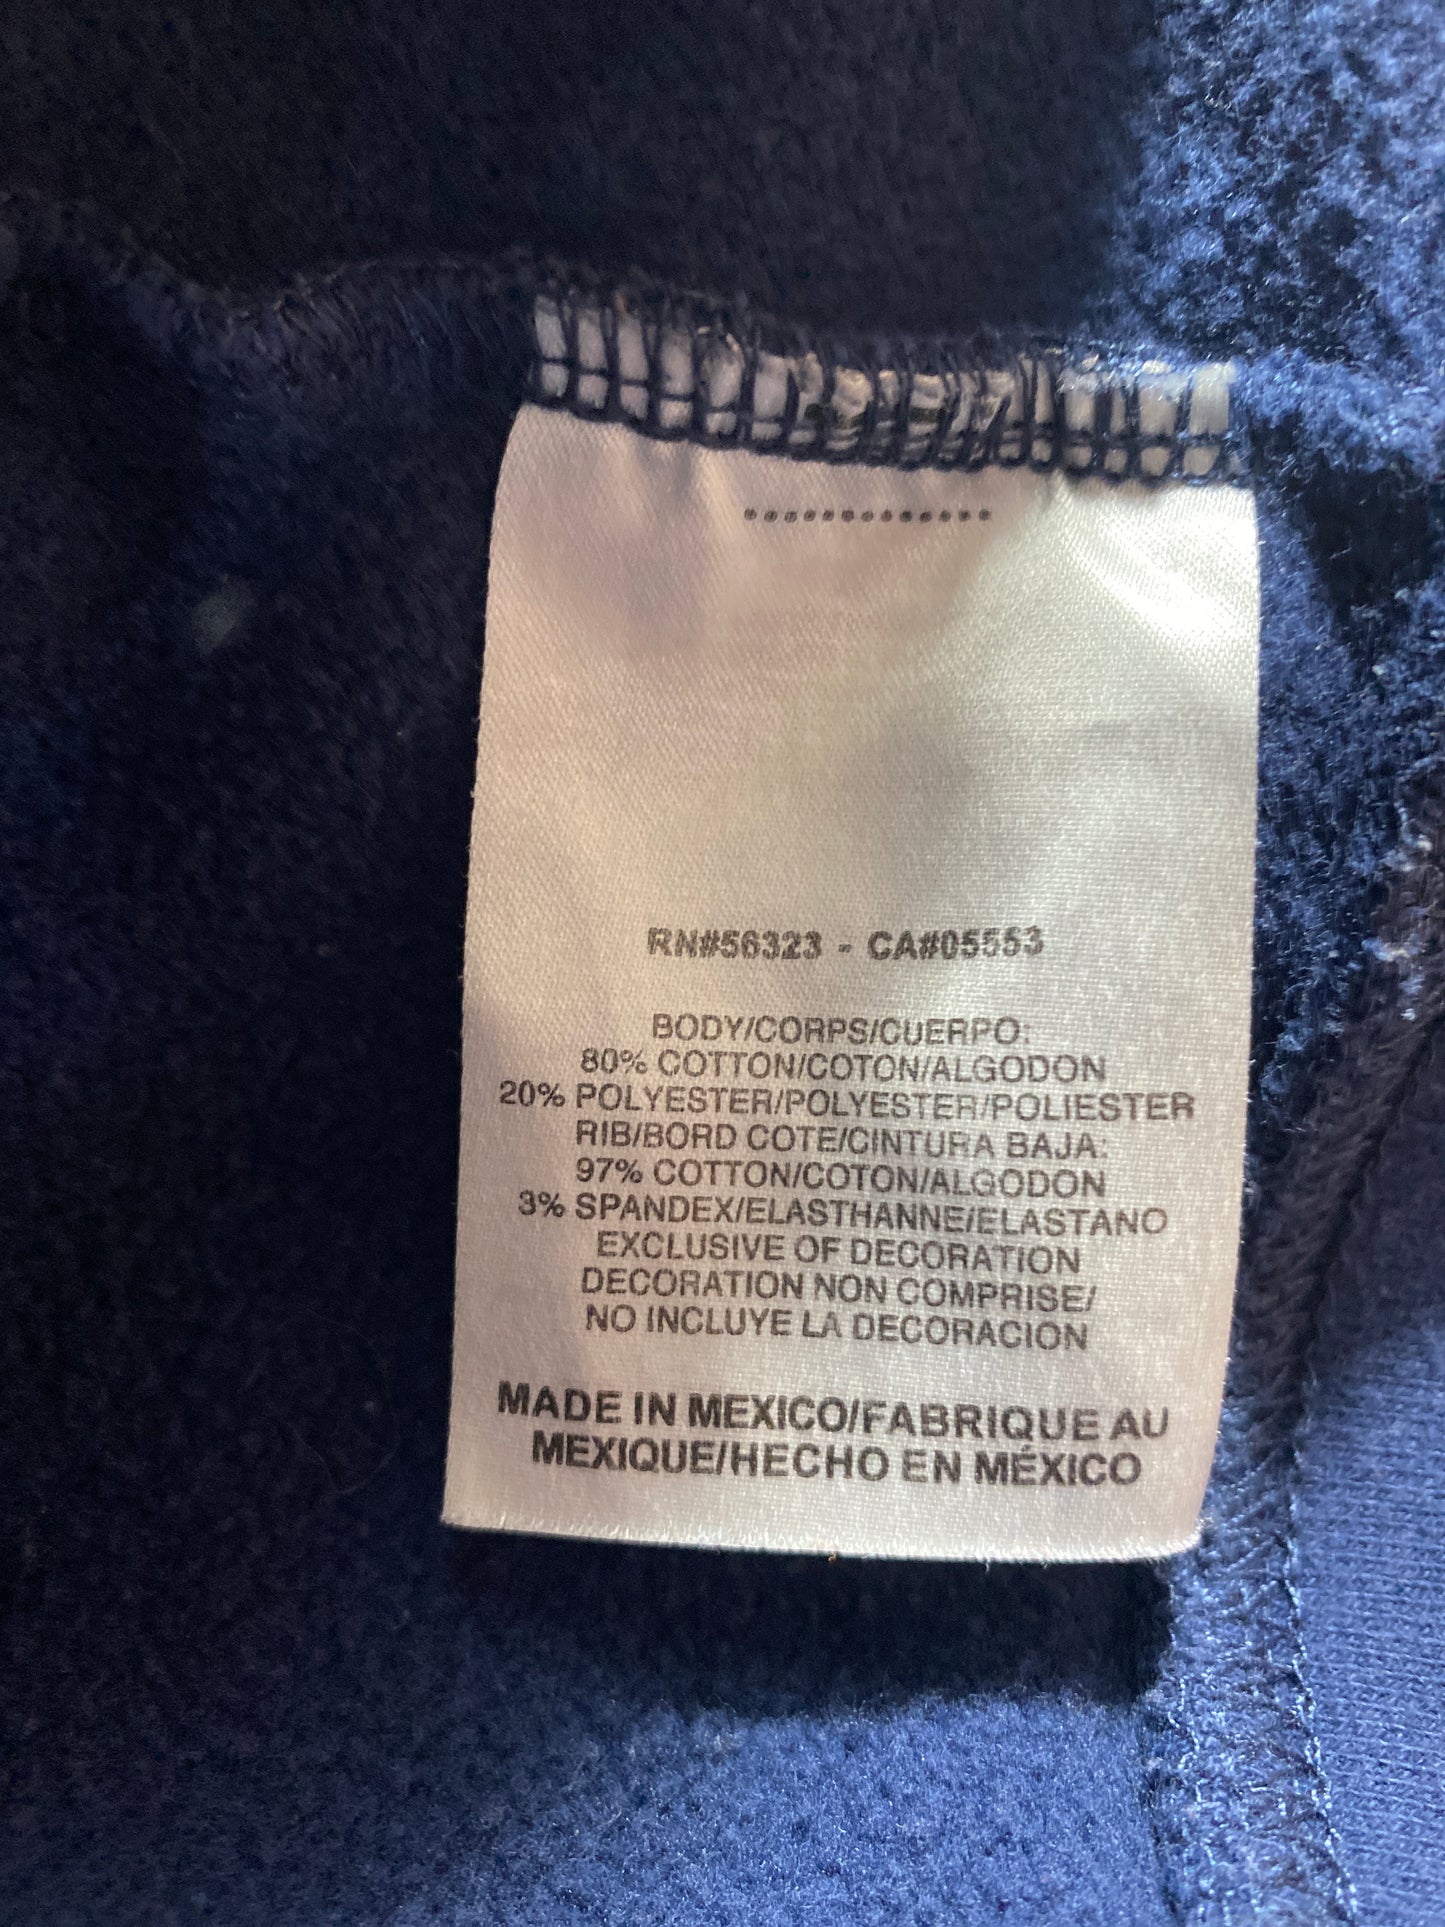 RN#56323 - CA#05553
BODY/CORPS/CUERPO:
80% COTTON/COTON/ALGODON
20% POLYESTER/POLYESTER/POLIESTER
RIB/BORD COTE/CINTURA BAJA:
97% COTTON/COTON/ALGODON
3% SPANDEX/ELASTHANNE/ELASTANO
EXCLUSIVE OF DECORATION
DECORATION NON COMPRISE/
NO INCLUYE LA DECORACION
MADE IN MEXICO/FABRIQUE AU
MEXIQUE/HECHO EN MÉXICO